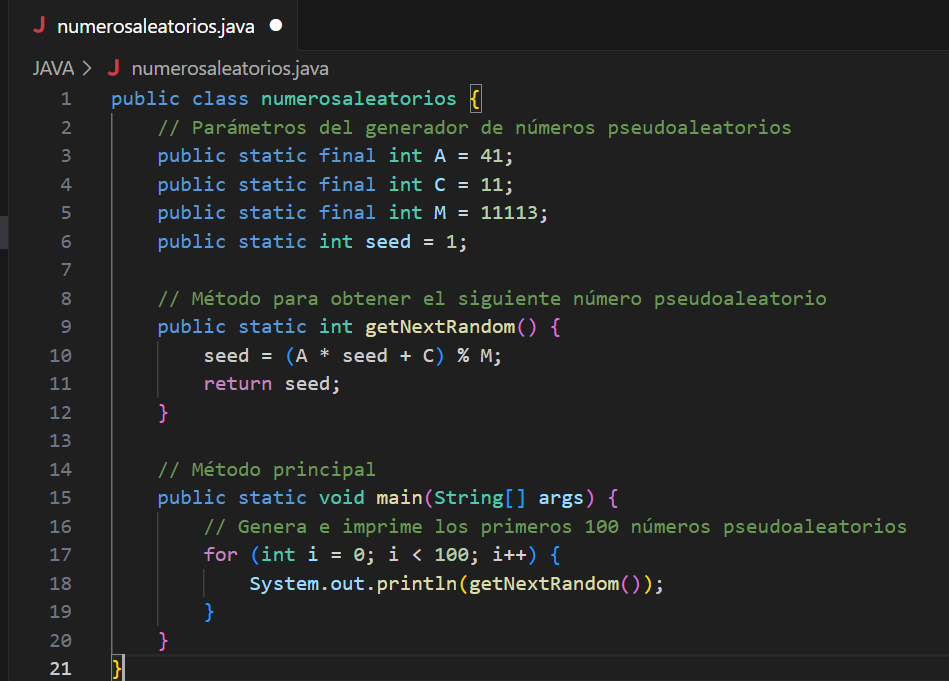 numerosaleatorios.java
JAVA > numerosaleatorios.java
1 public class numerosaleatorios {
2 // Parámetros del generador de números pseudoaleatorios
3 public static final int A = 41;
4 public static final int C = 11;
5 public static final int M = 11113;
6 public static int seed = 1;
7
8 // Método para obtener el siguiente número pseudoaleatorio
9 public static int getNextRandom() {
10 seed = (A * seed + C) % M;
11 return seed;
12 }
13
14 // Método principal
15 public static void main(String[] args) {
16 // Genera e imprime los primeros 100 números pseudoaleatorios
17 for (int i = 0; i < 100; i++) {
18 System.out.println(getNextRandom());
19 }
20 }
21 }